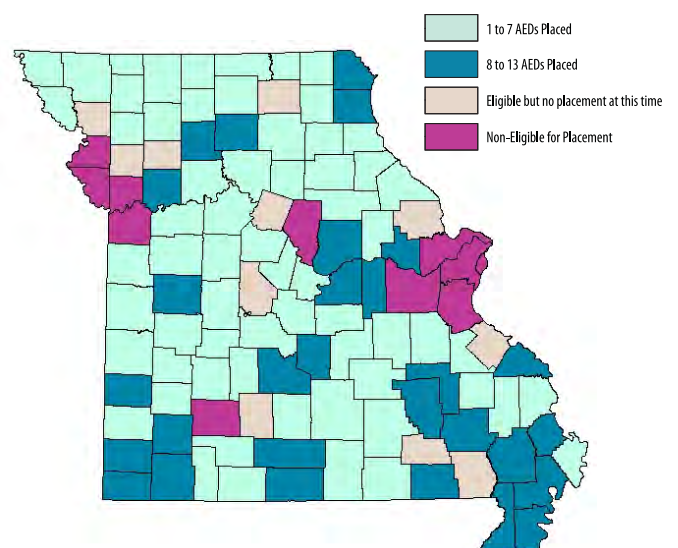 1 to 7 AEDs Placed
8 to 13 AEDs Placed
Eligible but no placement at this time
Non-Eligible for Placement